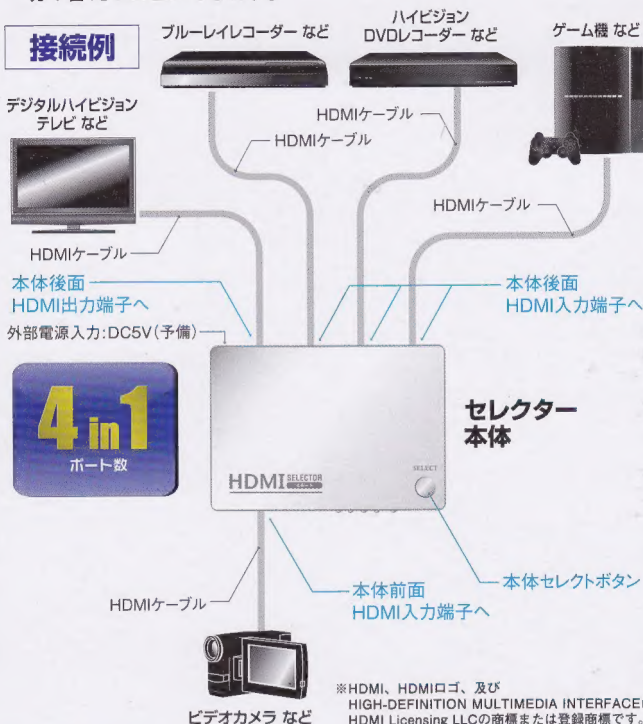 接続例
ブルーレイレコーダー など
ハイビジョン
DVDレコーダー など
ゲーム機 など
デジタルハイビジョン
テレビ など
HDMIケーブル
HDMIケーブル
HDMIケーブル
HDMIケーブル
本体後面
HDMI出力端子へ
本体後面
HDMI入力端子へ
外部電源入力:DC5V(予備)
4 in 1
ポート数
セレクター
本体
HDMI SELECTOR
SELECT
HDMIケーブル
本体前面
HDMI入力端子へ
本体セレクトボタン
ビデオカメラ など
※HDMI、HDMIロゴ、及び
HIGH-DEFINITION MULTIMEDIA INTERFACE
HDMI Licensing LLCの商標または登録商標です